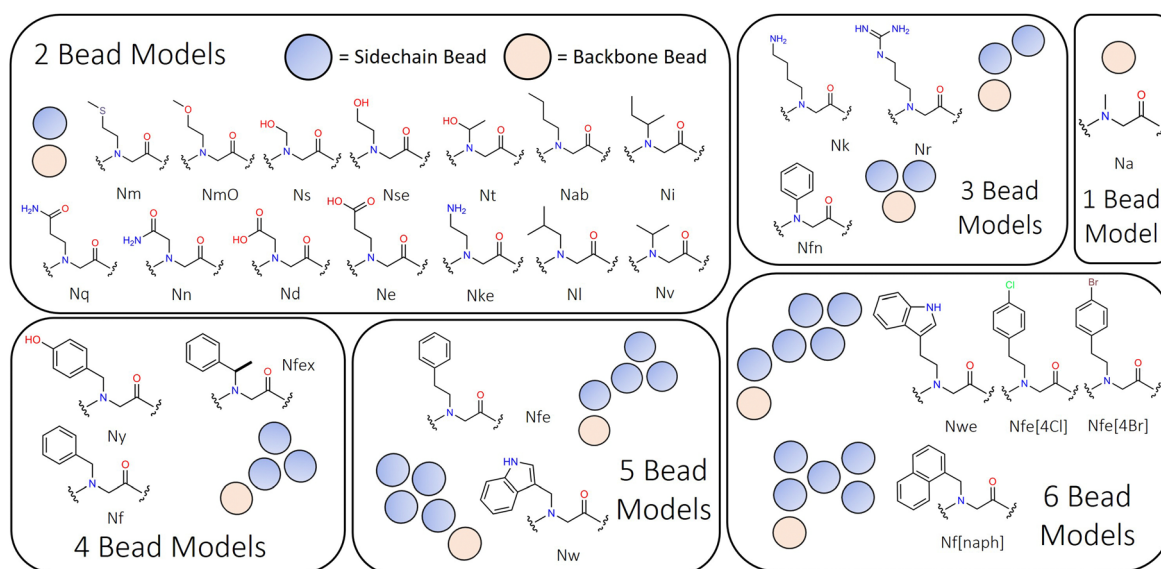 2 Bead Models
= Sidechain Bead
= Backbone Bead
S
O
N
O
Nm
O
O
N
NmO
HO
O
N
Ns
OH
O
N
Nse
HO
O
N
Nt
O
N
Nab
O
N
Ni
H₂N
O
O
N
Nq
O
H₂N
O
N
Nn
O
HO
O
N
Nd
OH
O
O
N
Ne
NH₂
O
N
Nke
O
N
Nl
O
N
Nv
NH₂
O
N
Nk
HN
NH₂
N
O
N
Nr
O
N
Nfn
3 Bead
Models
O
N
Na
1 Bead
Model
HO
O
N
Ny
O
N
Nfex
O
N
Nf
4 Bead Models
O
N
Nfe
NH
O
N
Nw
5 Bead
Models
NH
O
N
Nwe
Cl
O
N
Nfe[4Cl]
Br
O
N
Nfe[4Br]
O
N
Nf[naph]
6 Bead
Models